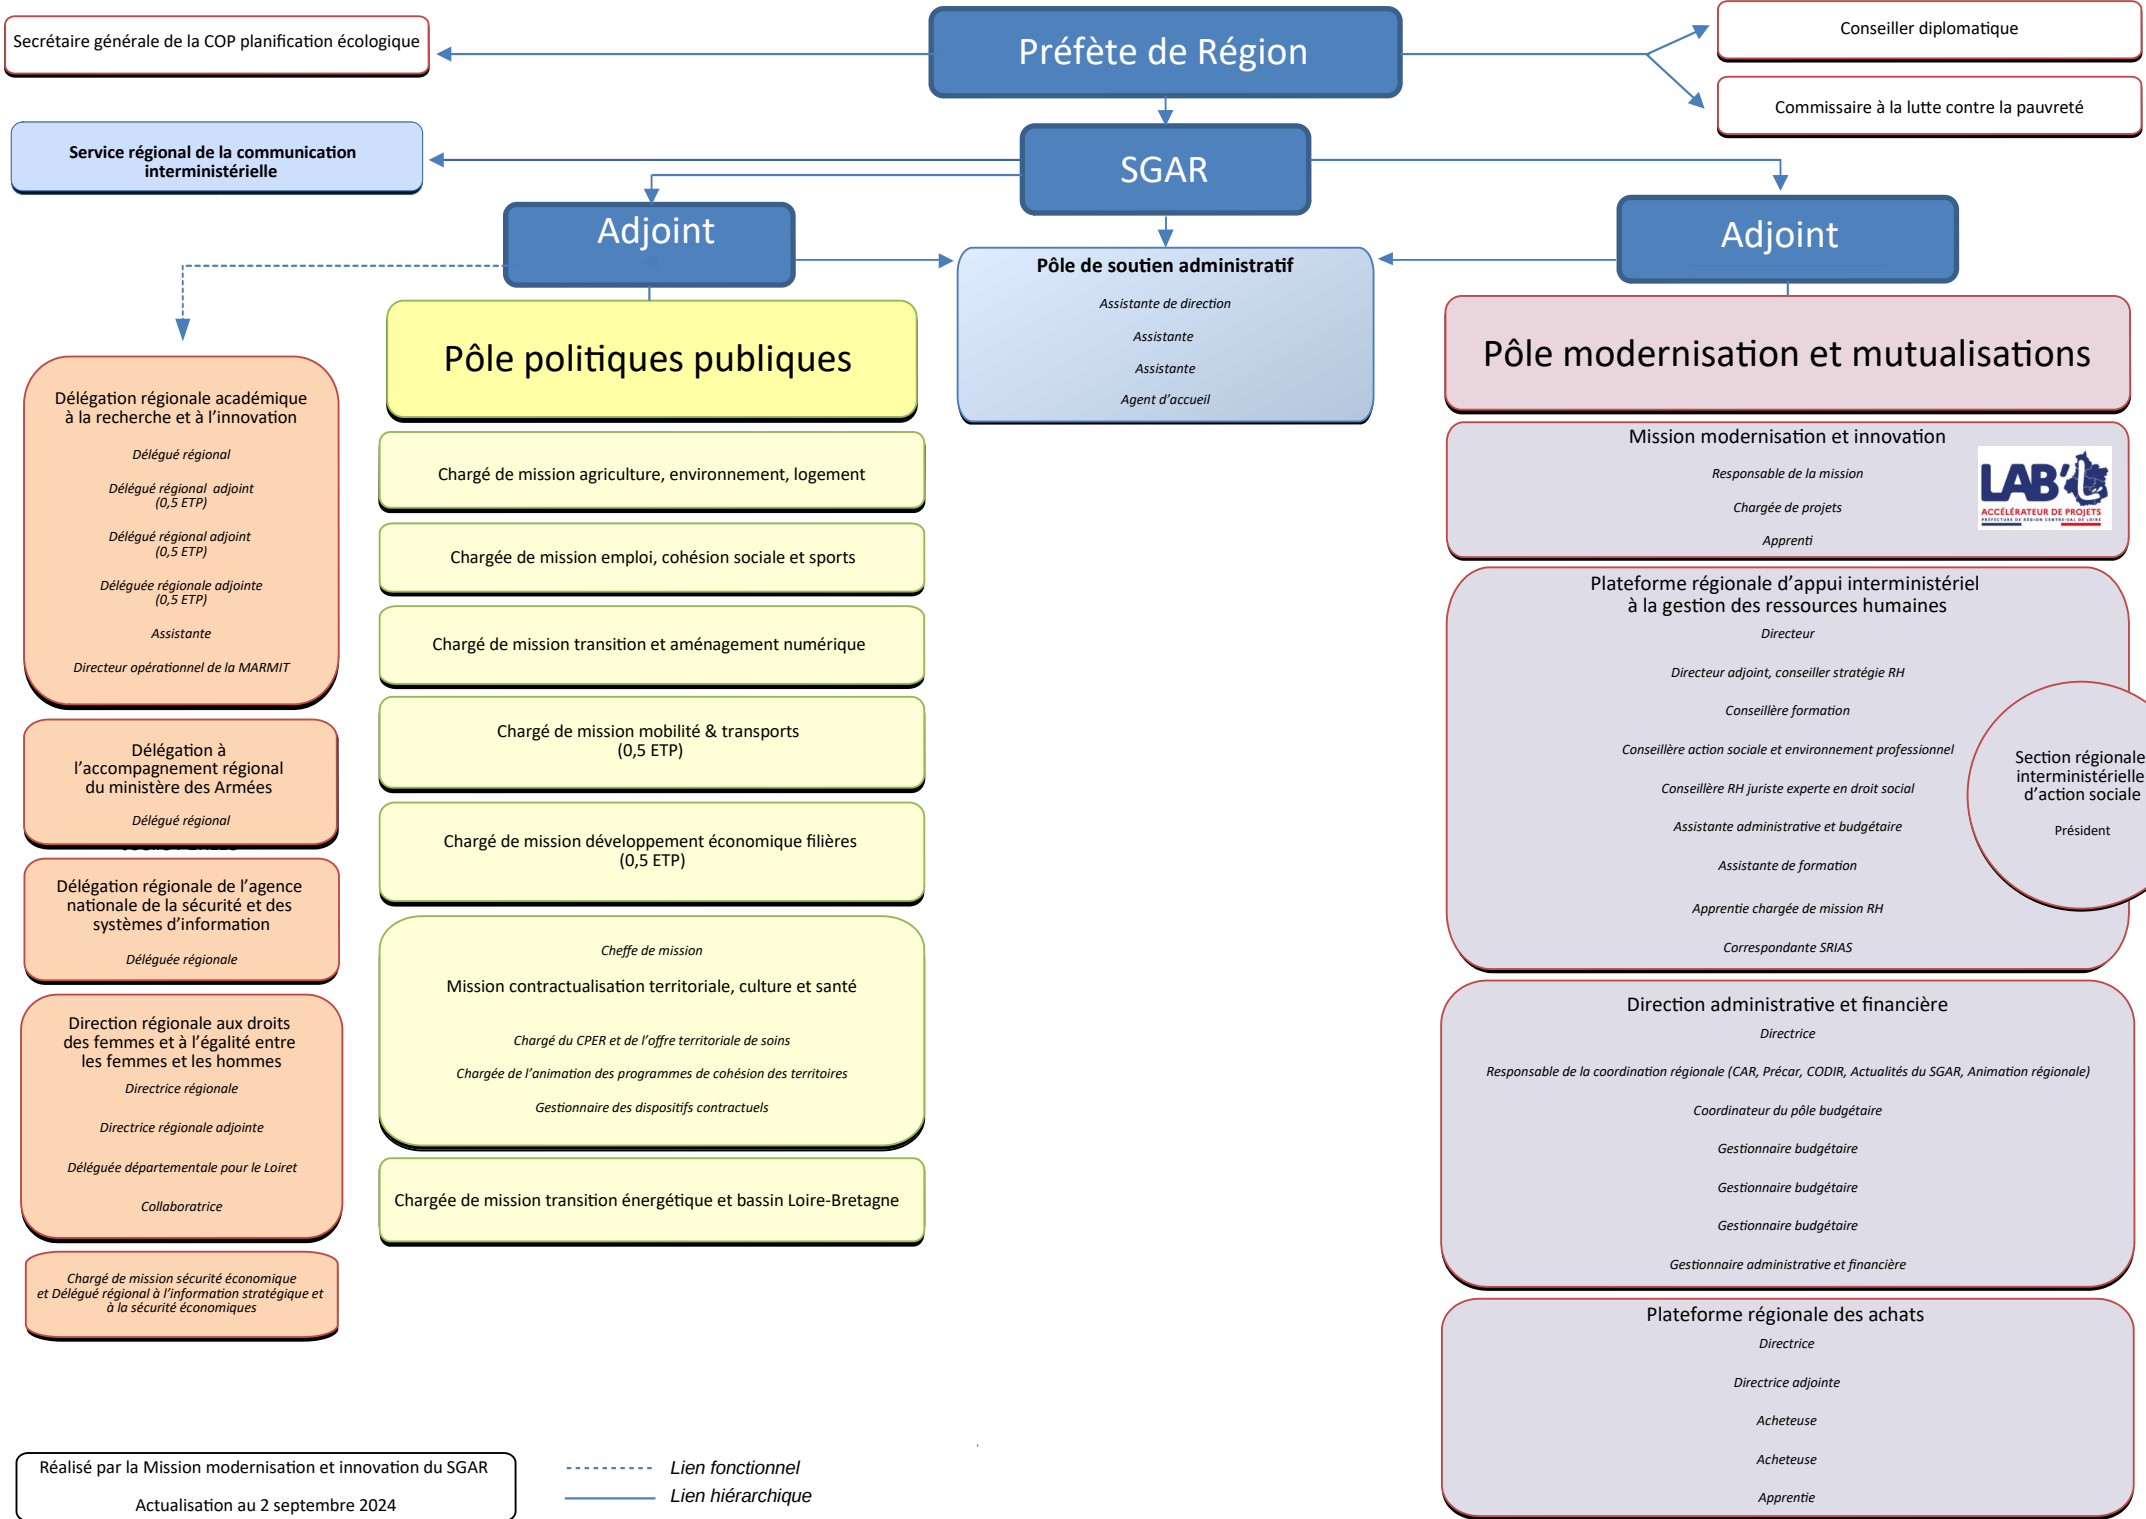 Secrétaire générale de la COP planification écologique
Préfète de Région
Conseiller diplomatique
Commissaire à la lutte contre la pauvreté
Service régional de la communication
interministérielle
SGAR
Adjoint
Adjoint
Pôle de soutien administratif
Assistante de direction
Assistante
Assistante
Agent d’accueil
Délégation régionale académique
à la recherche et à l’innovation
Délégué régional
Délégué régional adjoint
(0,5 ETP)
Délégué régional adjoint
(0,5 ETP)
Déléguée régionale adjointe
(0,5 ETP)
Assistante
Directeur opérationnel de la MARMIT
Délégation à
l’accompagnement régional
du ministère des Armées
Délégué régional
Délégation régionale de l’agence
nationale de la sécurité et des
systèmes d’information
Déléguée régionale
Direction régionale aux droits
des femmes et à l’égalité entre
les femmes et les hommes
Directrice régionale
Directrice régionale adjointe
Déléguée départementale pour le Loiret
Collaboratrice
Chargé de mission sécurité économique
et Délégué régional à l’information stratégique et
à la sécurité économiques
Pôle politiques publiques
Chargé de mission agriculture, environnement, logement
Chargée de mission emploi, cohésion sociale et sports
Chargé de mission transition et aménagement numérique
Chargé de mission mobilité & transports
(0,5 ETP)
Chargé de mission développement économique filières
(0,5 ETP)
Cheffe de mission
Mission contractualisation territoriale, culture et santé
Chargé du CPER et de l’offre territoriale de soins
Chargée de l’animation des programmes de cohésion des territoires
Gestionnaire des dispositifs contractuels
Chargée de mission transition énergétique et bassin Loire-Bretagne
Pôle modernisation et mutualisations
Mission modernisation et innovation
Responsable de la mission
Chargée de projets
Apprenti
LAB’
ACCÉLÉRATEUR DE PROJETS
PRÉFECTURE DE RÉGION CENTRE-VAL DE LOIRE
Plateforme régionale d’appui interministériel
à la gestion des ressources humaines
Directeur
Directeur adjoint, conseiller stratégie RH
Conseillère formation
Conseillère action sociale et environnement professionnel
Conseillère RH juriste experte en droit social
Assistante administrative et budgétaire
Assistante de formation
Apprentie chargée de mission RH
Correspondante SRIAS
Section régionale
interministérielle
d’action sociale
Président
Direction administrative et financière
Directrice
Responsable de la coordination régionale (CAR, Précar, CODIR, Actualités du SGAR, Animation régionale)
Coordinateur du pôle budgétaire
Gestionnaire budgétaire
Gestionnaire budgétaire
Gestionnaire budgétaire
Gestionnaire administrative et financière
Plateforme régionale des achats
Directrice
Directrice adjointe
Acheteuse
Acheteuse
Apprentie
Réalisé par la Mission modernisation et innovation du SGAR
Actualisation au 2 septembre 2024
Lien fonctionnel
Lien hiérarchique